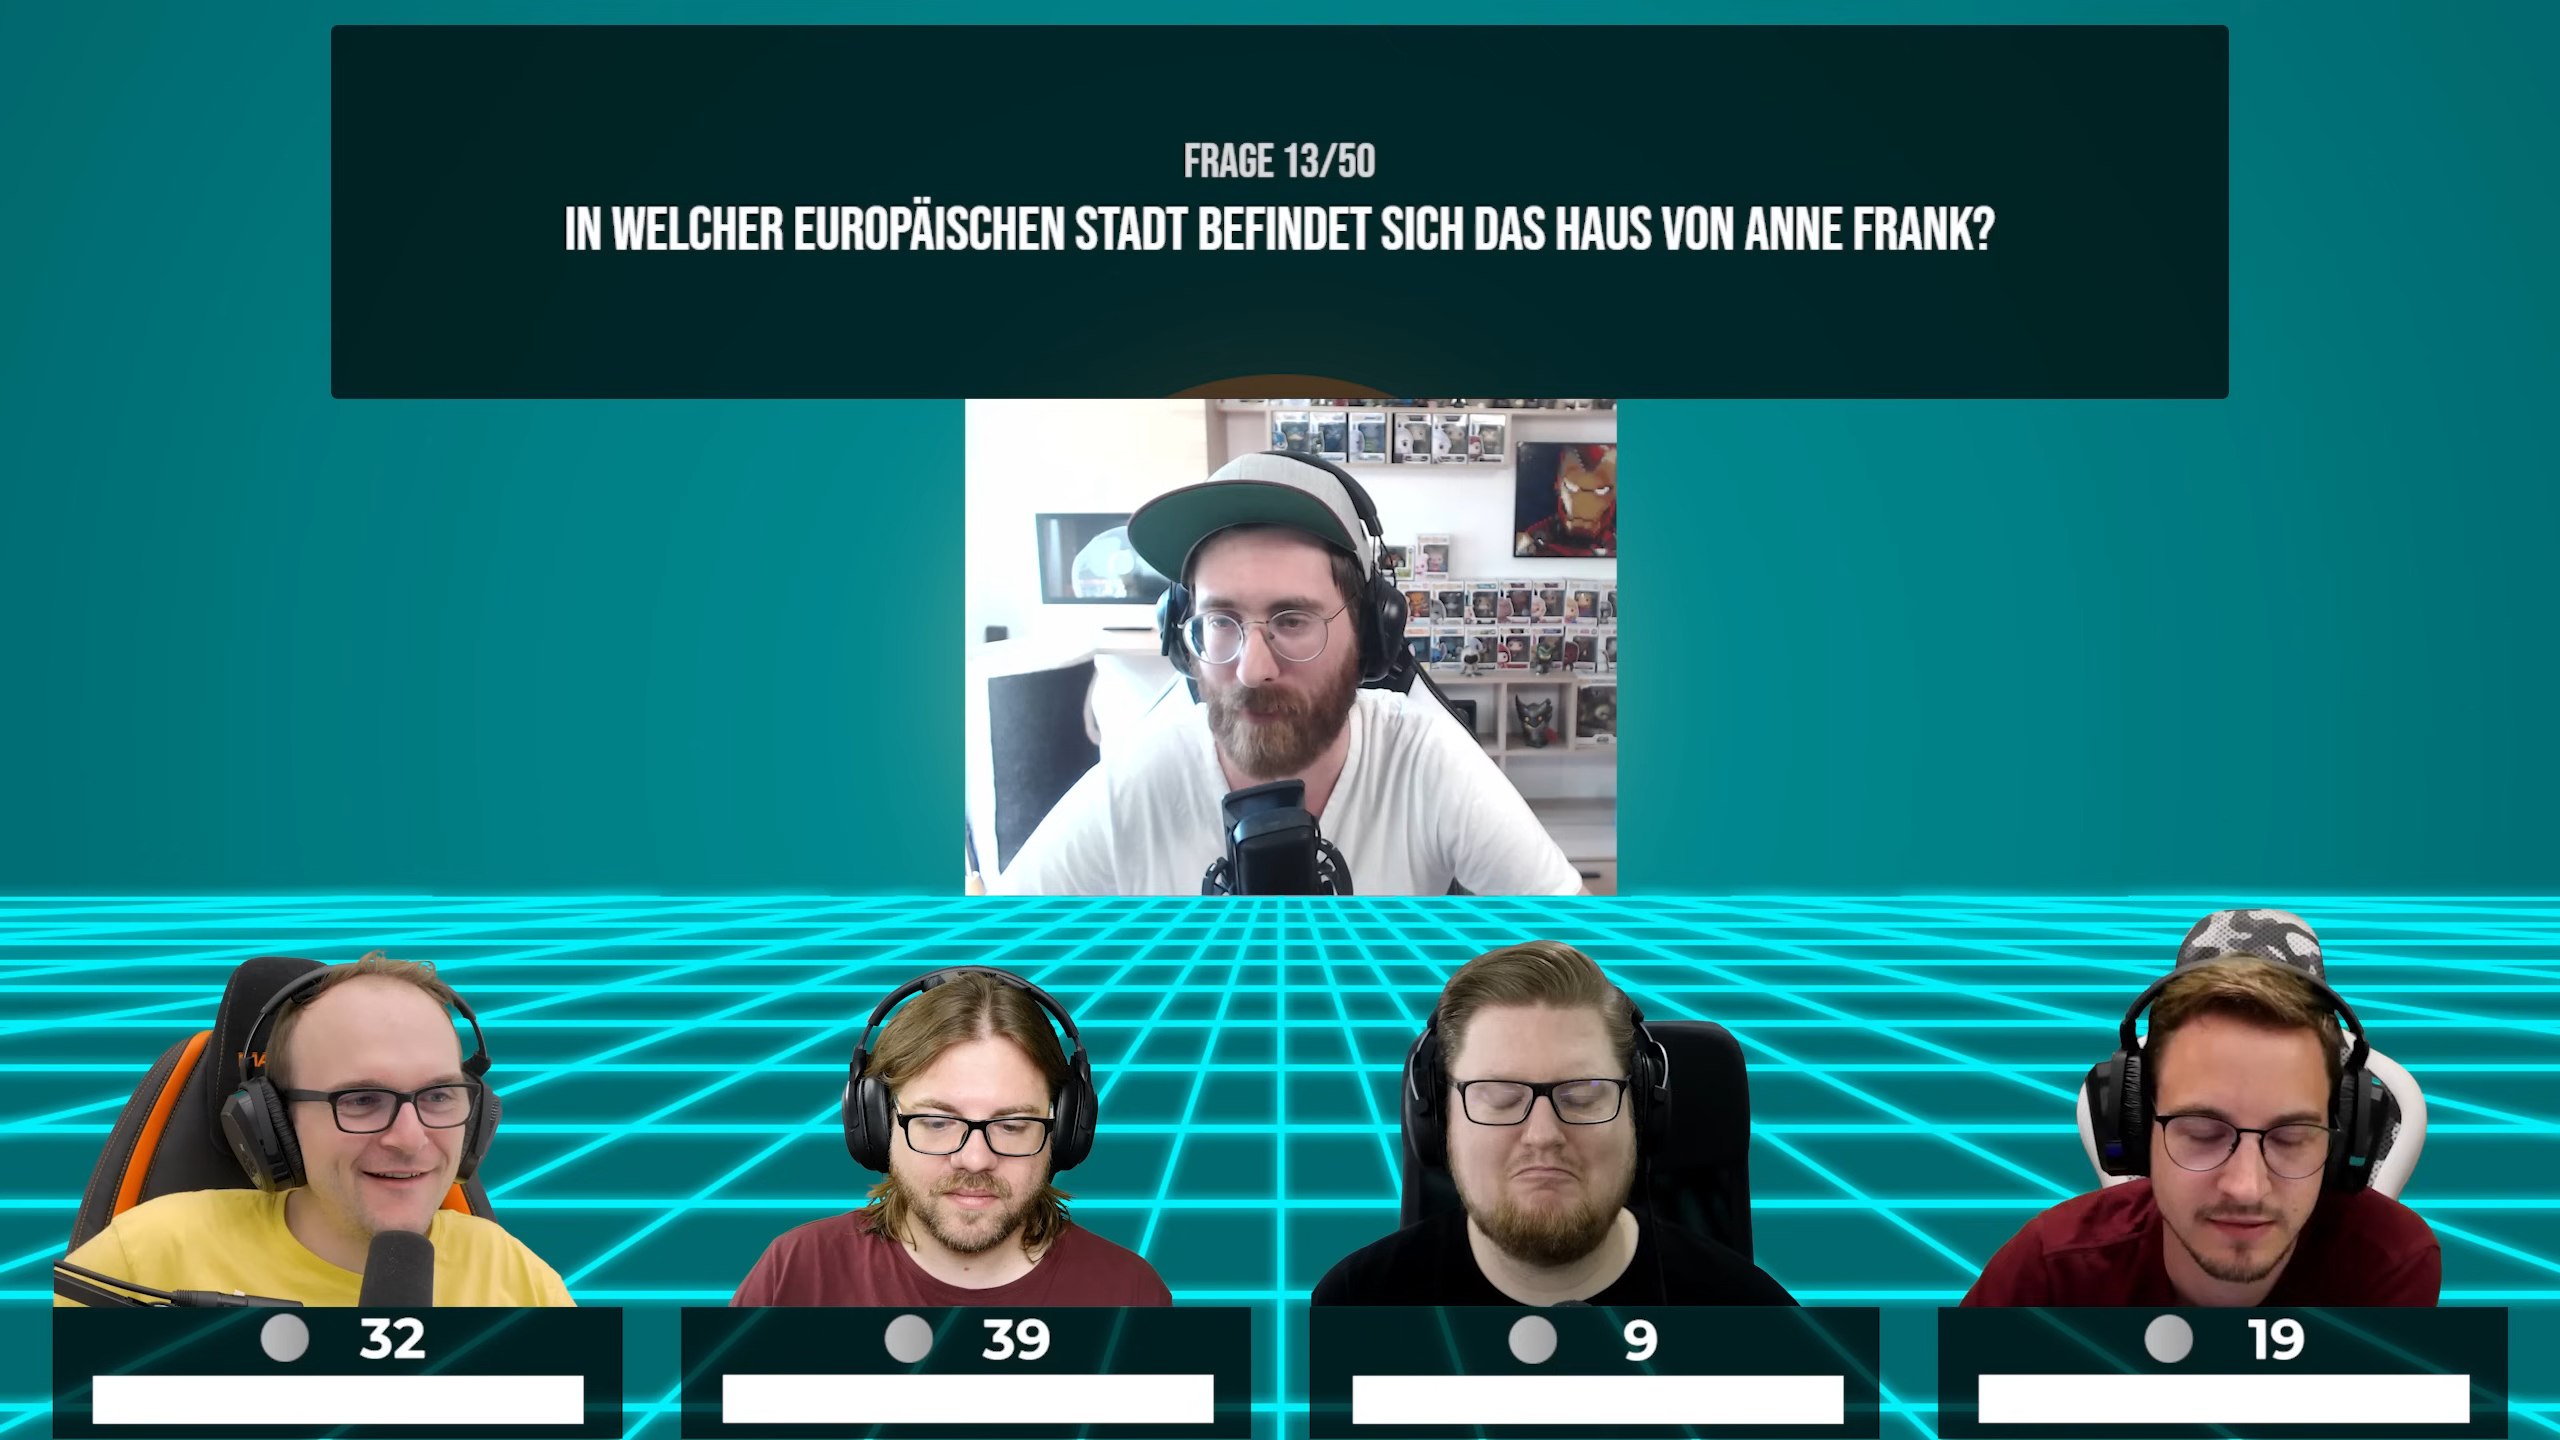 FRAGE 13/50
IN WELCHER EUROPÄISCHEN STADT BEFINDET SICH DAS HAUS VON ANNE FRANK?
32
39
9
19